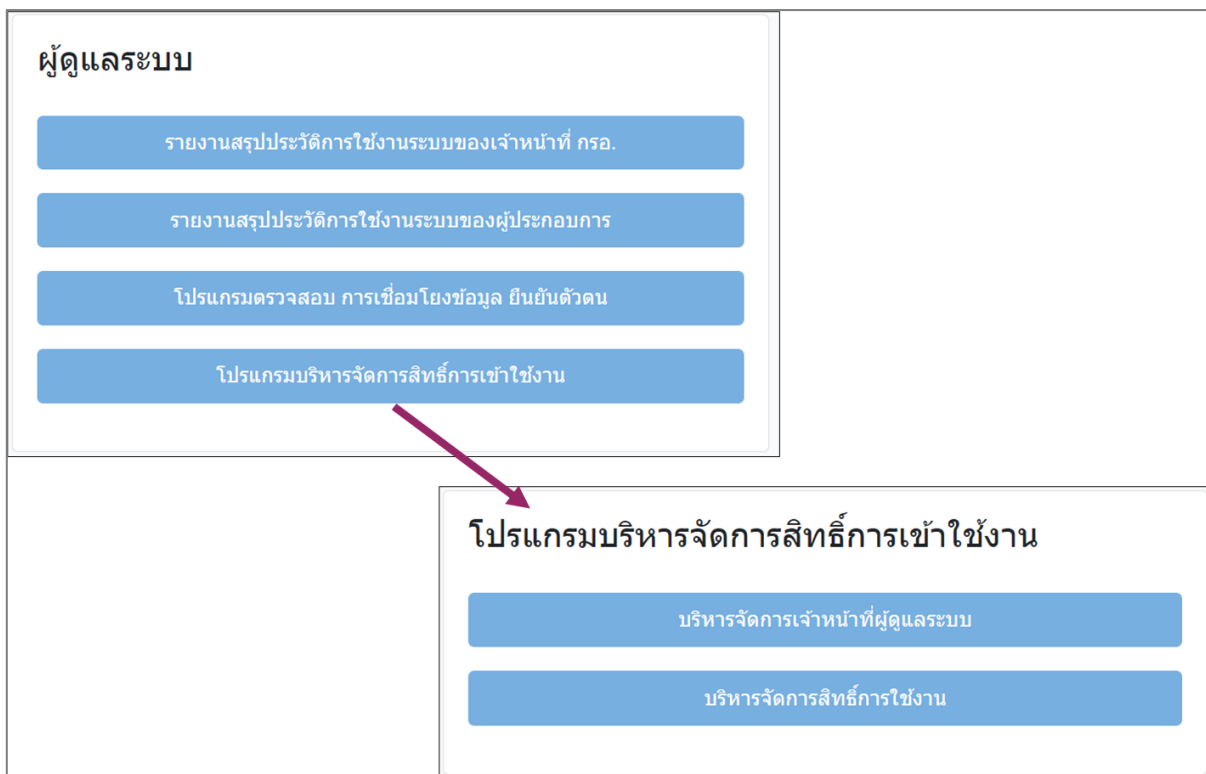 ผู้ดูแลระบบ
รายงานสรุปประวัติการใช้งานระบบของเจ้าหน้าที่ กรอ.
รายงานสรุปประวัติการใช้งานระบบของผู้ประกอบการ
โปรแกรมตรวจสอบ การเชื่อมโยงข้อมูล ยืนยันตัวตน
โปรแกรมบริหารจัดการสิทธิ์การเข้าใช้งาน
โปรแกรมบริหารจัดการสิทธิ์การเข้าใช้งาน
บริหารจัดการเจ้าหน้าที่ผู้ดูแลระบบ
บริหารจัดการสิทธิ์การใช้งาน